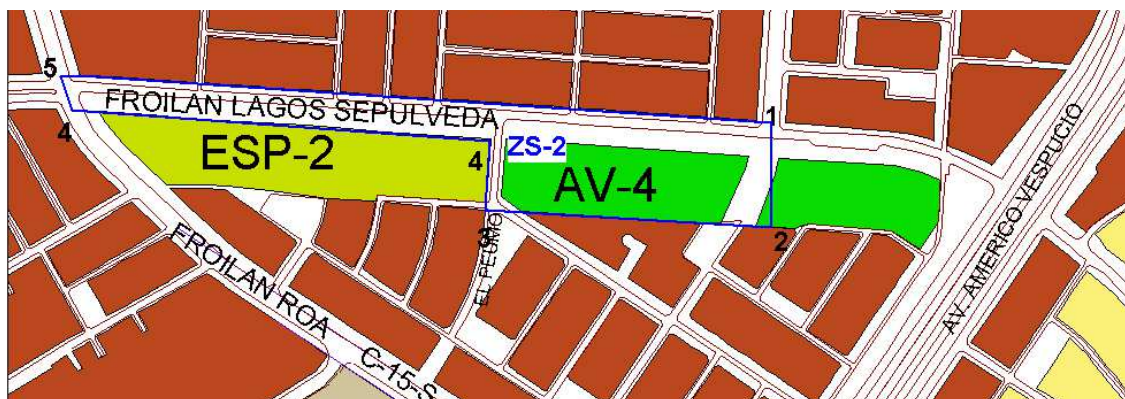 5
FROILAN LAGOS SEPULVEDA
1
4
ESP-2
4
ZS-2
AV-4
3
2
EL PEUMO
FROILAN ROA
C-15-S
AV. AMERICO VESPUCIO